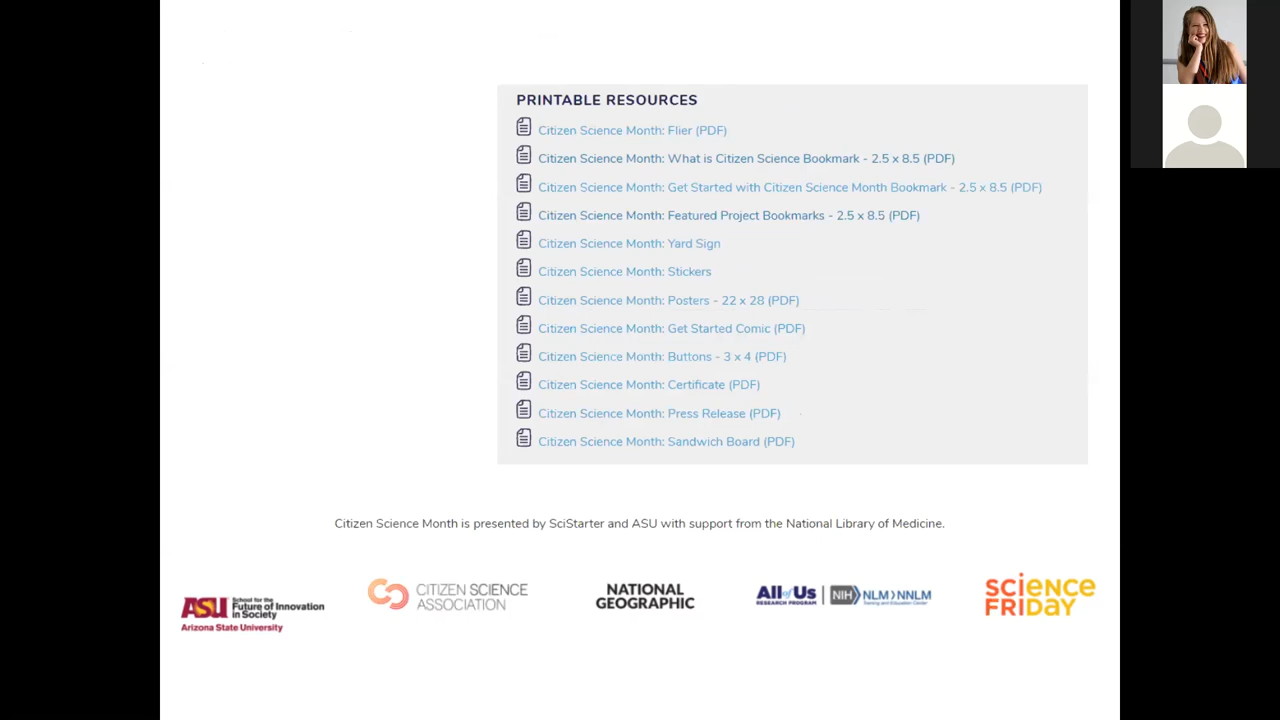 PRINTABLE RESOURCES
Citizen Science Month: Flier (PDF)
Citizen Science Month: What is Citizen Science Bookmark - 2.5 x 8.5 (PDF)
Citizen Science Month: Get Started with Citizen Science Month Bookmark - 2.5 x 8.5 (PDF)
Citizen Science Month: Featured Project Bookmarks - 2.5 x 8.5 (PDF)
Citizen Science Month: Yard Sign
Citizen Science Month: Stickers
Citizen Science Month: Posters - 22 x 28 (PDF)
Citizen Science Month: Get Started Comic (PDF)
Citizen Science Month: Buttons - 3 x 4 (PDF)
Citizen Science Month: Certificate (PDF)
Citizen Science Month: Press Release (PDF)
Citizen Science Month: Sandwich Board (PDF)
Citizen Science Month is presented by SciStarter and ASU with support from the National Library of Medicine.
ASU School for the
Future of Innovation
in Society
Arizona State University
CITIZEN SCIENCE
ASSOCIATION
NATIONAL
GEOGRAPHIC
All of Us
RESEARCH PROGRAM
NIH NLM NNLM
Training and Education Center
SCIENCE
FRIDAY